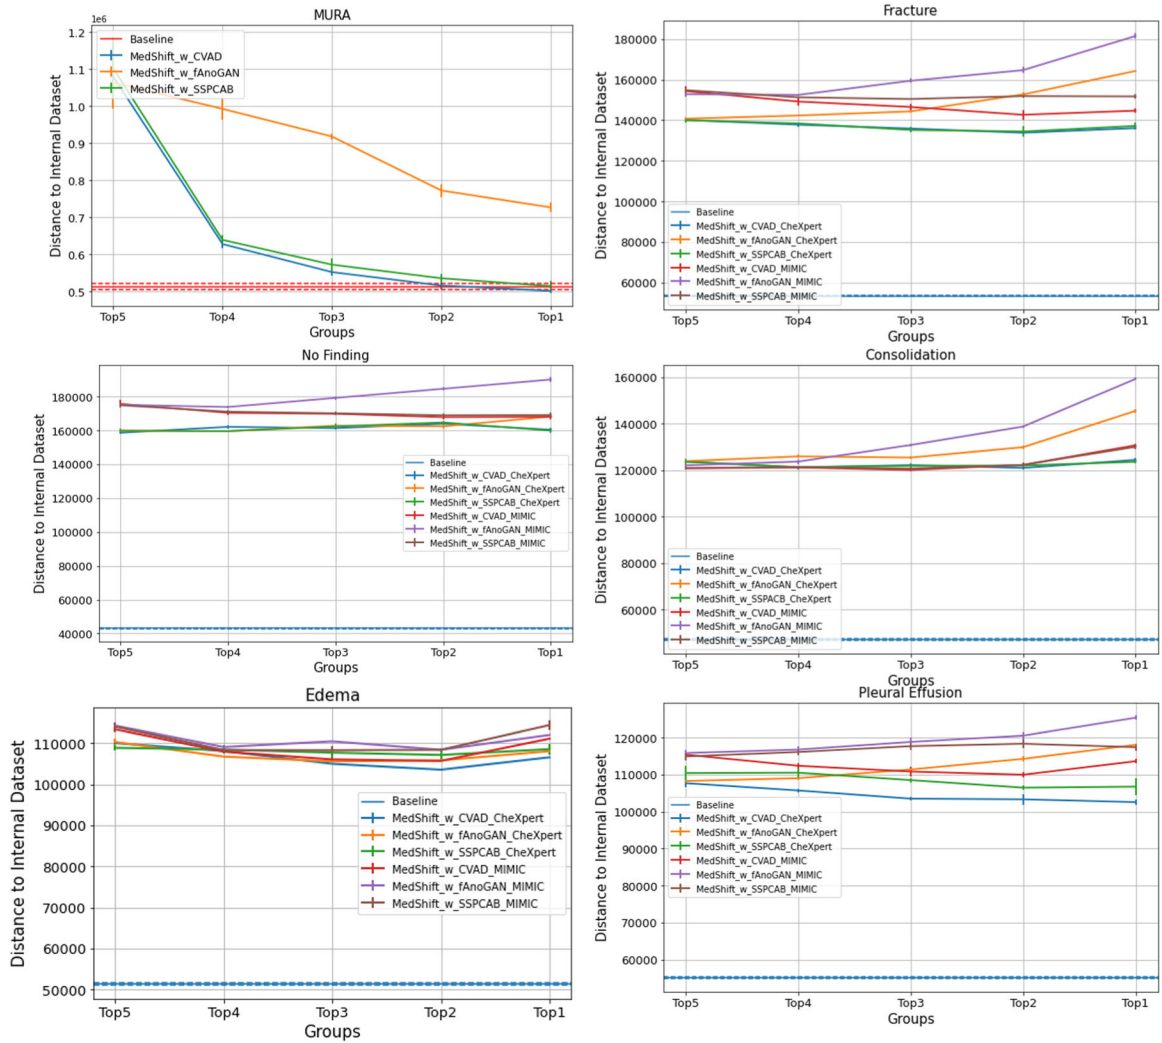 MURA
1e6
1.2
1.1
1.0
0.9
0.8
0.7
0.6
0.5
Distance to Internal Dataset
Baseline
MedShift_w_CVAD
MedShift_w_fAnoGAN
MedShift_w_SSPCAB
Top5 Top4 Top3 Top2 Top1
Groups
Fracture
180000
160000
140000
120000
100000
80000
60000
Distance to Internal Dataset
Baseline
MedShift_w_CVAD_CheXpert
MedShift_w_fAnoGAN_CheXpert
MedShift_w_SSPCAB_CheXpert
MedShift_w_CVAD_MIMIC
MedShift_w_fAnoGAN_MIMIC
MedShift_w_SSPCAB_MIMIC
Top5 Top4 Top3 Top2 Top1
Groups
No Finding
180000
160000
140000
120000
100000
80000
60000
40000
Distance to Internal Dataset
Baseline
MedShift_w_CVAD_CheXpert
MedShift_w_fAnoGAN_CheXpert
MedShift_w_SSPCAB_CheXpert
MedShift_w_CVAD_MIMIC
MedShift_w_fAnoGAN_MIMIC
MedShift_w_SSPCAB_MIMIC
Top5 Top4 Top3 Top2 Top1
Groups
Consolidation
160000
140000
120000
100000
80000
60000
Distance to Internal Dataset
Baseline
MedShift_w_CVAD_CheXpert
MedShift_w_fAnoGAN_CheXpert
MedShift_w_SSPACB_CheXpert
MedShift_w_CVAD_MIMIC
MedShift_w_fAnoGAN_MIMIC
MedShift_w_SSPCAB_MIMIC
Top5 Top4 Top3 Top2 Top1
Groups
Edema
110000
100000
90000
80000
70000
60000
50000
Distance to Internal Dataset
Baseline
MedShift_w_CVAD_CheXpert
MedShift_w_fAnoGAN_CheXpert
MedShift_w_SSPCAB_CheXpert
MedShift_w_CVAD_MIMIC
MedShift_w_fAnoGAN_MIMIC
MedShift_w_SSPCAB_MIMIC
Top5 Top4 Top3 Top2 Top1
Groups
Pleural Effusion
120000
110000
100000
90000
80000
70000
60000
Distance to Internal Dataset
Baseline
MedShift_w_CVAD_CheXpert
MedShift_w_fAnoGAN_CheXpert
MedShift_w_SSPCAB_CheXpert
MedShift_w_CVAD_MIMIC
MedShift_w_fAnoGAN_MIMIC
MedShift_w_SSPCAB_MIMIC
Top5 Top4 Top3 Top2 Top1
Groups